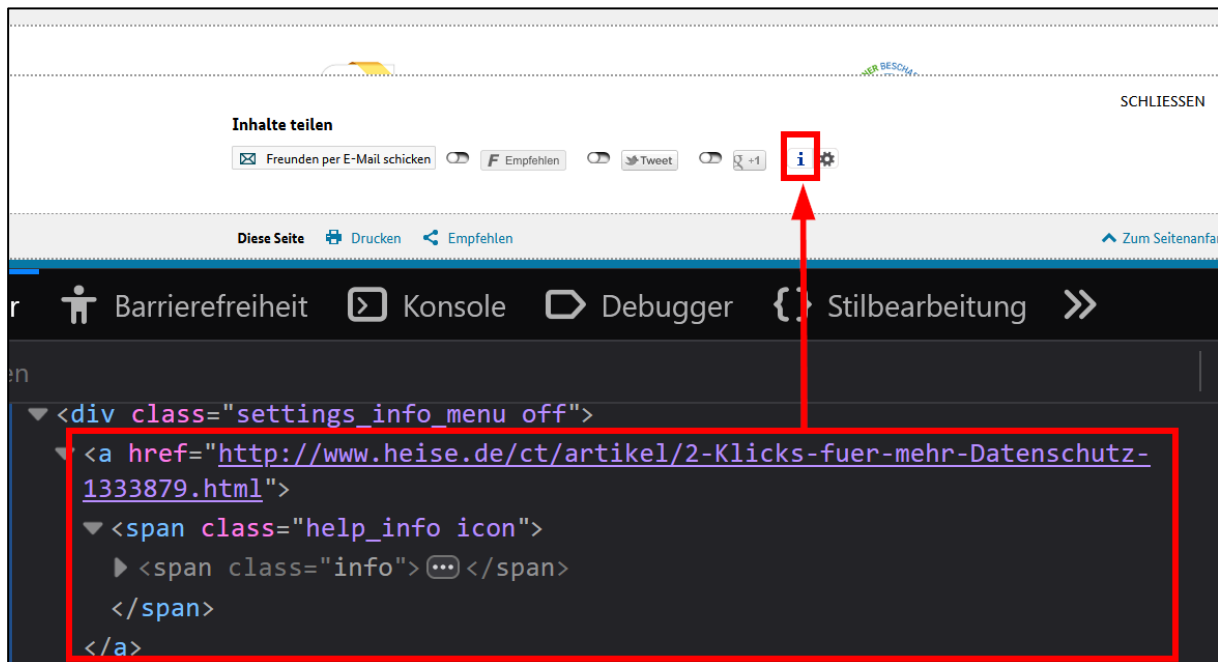 SCHLIESSEN
Inhalte teilen
Freunden per E-Mail schicken F Empfehlen Tweet g +1 i
Diese Seite Drucken Empfehlen Zum Seitenanfa
r Barrierefreiheit Konsole Debugger { } Stilbearbeitung
en
<div class="settings_info_menu off">
<a href="http://www.heise.de/ct/artikel/2-Klicks-fuer-mehr-Datenschutz-
1333879.html">
<span class="help_info icon">
<span class="info">…</span>
</span>
</a>